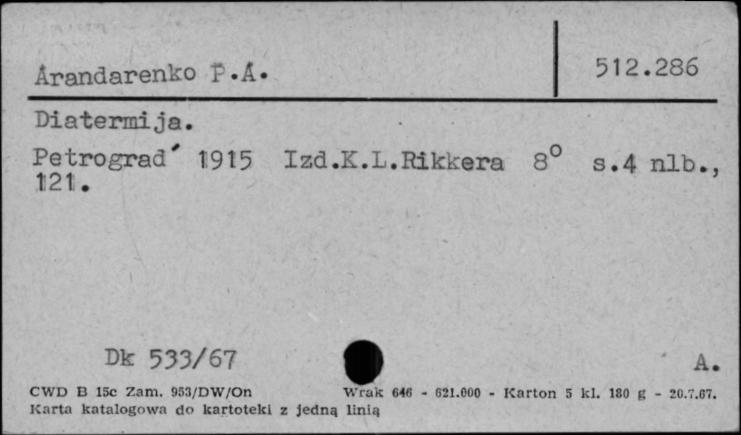 Arandarenko P.A.
512.286
Diatermija.
Petrograd´ 1915 Izd.K.L.Rikkera 8° s.4 nlb.,
121.
Dk 533/67
A.
CWD B 15c Zam. 953/DW/On Wrak 646 - 621.000 - Karton 5 kl. 180 g - 20.7.67.
Karta katalogowa do kartoteki z jedną linią